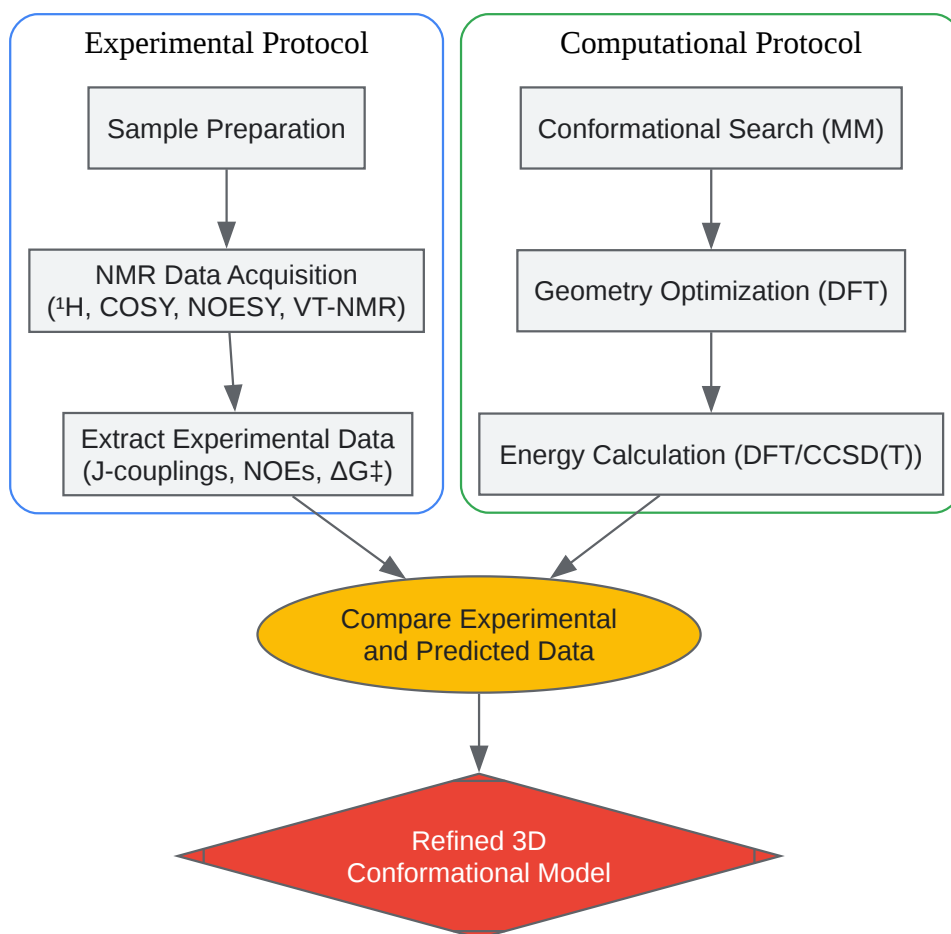 Experimental Protocol
Sample Preparation
NMR Data Acquisition
(¹H, COSY, NOESY, VT-NMR)
Extract Experimental Data
(J-couplings, NOEs, ΔG‡)
Computational Protocol
Conformational Search (MM)
Geometry Optimization (DFT)
Energy Calculation (DFT/CCSD(T))
Compare Experimental
and Predicted Data
Refined 3D
Conformational Model